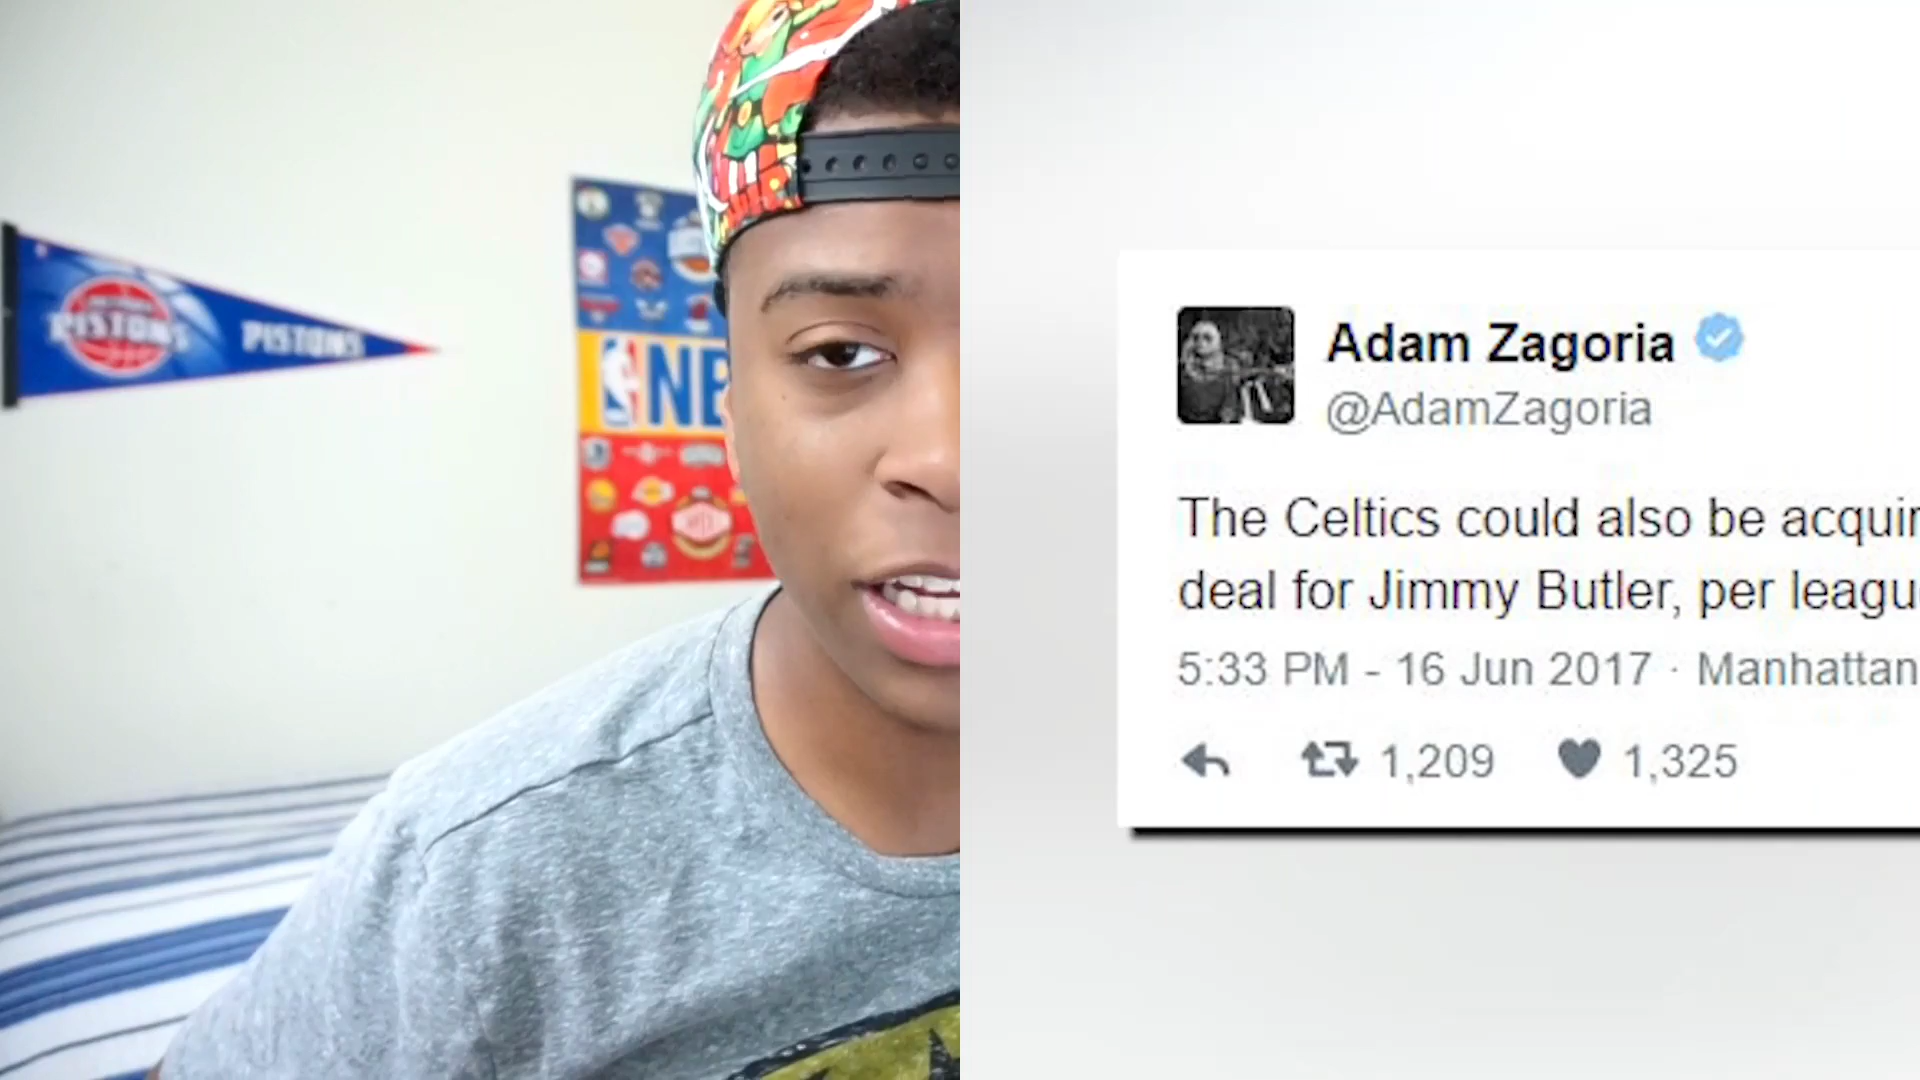 PISTONS
PISTONS
NB
Adam Zagoria
@AdamZagoria
The Celtics could also be acquir
deal for Jimmy Butler, per leagu
5:33 PM - 16 Jun 2017 · Manhattan
1,209 1,325